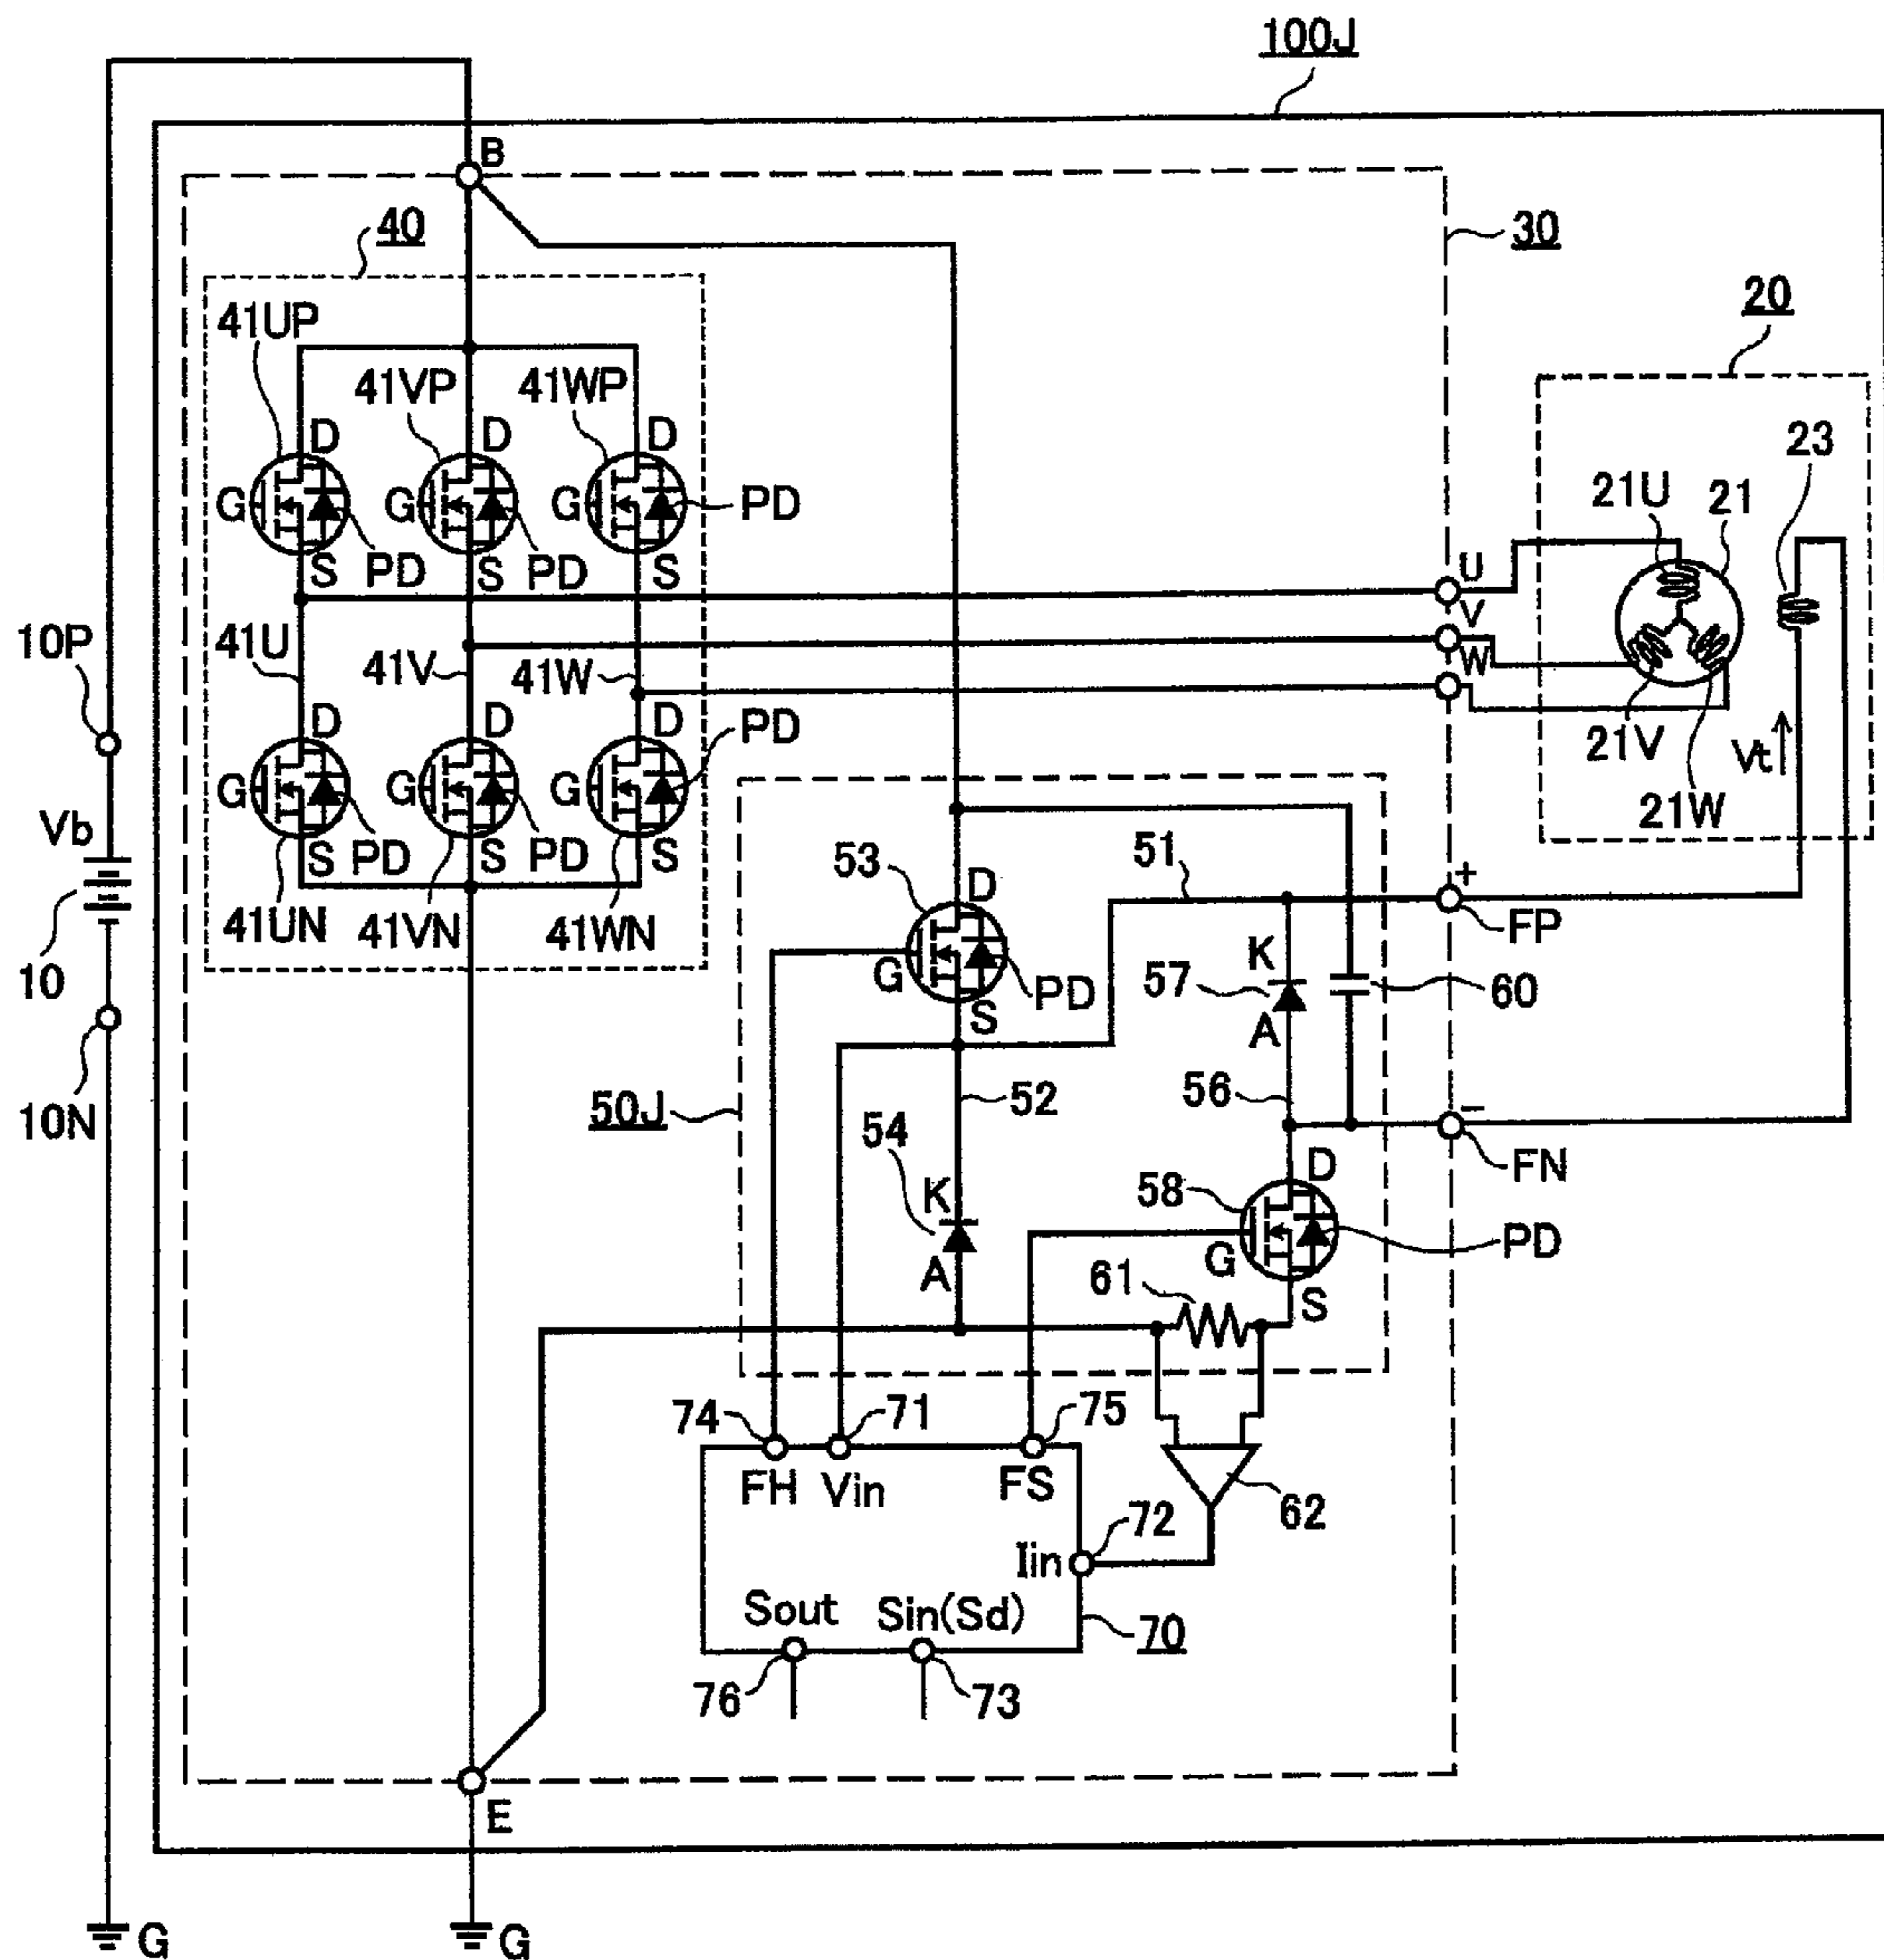 100J
B
40
30
20
41UP
41VP
41WP
D
D
D
23
G
G
G
PD
21U
21
S
PD
S
PD
S
U
V
W
10P
41U
41V
41W
D
D
D
PD
21V
Vt
21W
G
G
G
Vb
S
PD
S
PD
S
53
D
51
+
FP
10
41UN
41VN
41WN
G
K
57
PD
60
S
A
10N
50J
52
56
−
FN
54
D
K
58
PD
A
61
G
S
74
71
75
FH
Vin
FS
62
72
Iin
Sout
Sin(Sd)
70
76
73
E
G
G